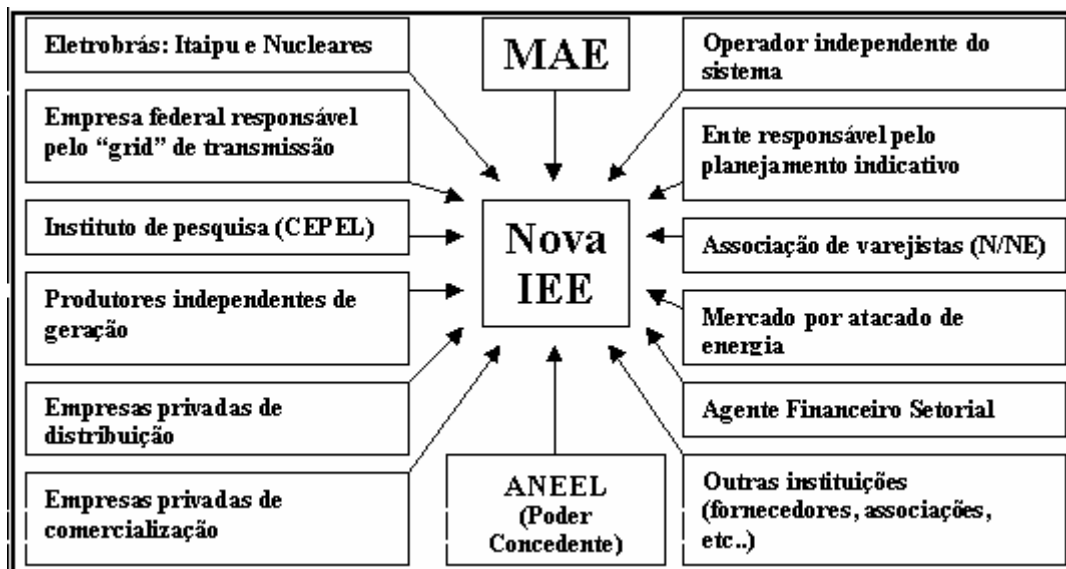 Eletrobrás: Itaipu e Nucleares
Empresa federal responsável
pelo “grid” de transmissão
Instituto de pesquisa (CEPEL)
Produtores independentes de
geração
Empresas privadas de
distribuição
Empresas privadas de
comercialização
MAE
Nova
IEE
ANEEL
(Poder
Concedente)
Operador independente do
sistema
Ente responsável pelo
planejamento indicativo
Associação de varejistas (N/NE)
Mercado por atacado de
energia
Agente Financeiro Setorial
Outras instituições
(fornecedores, associações,
etc..)